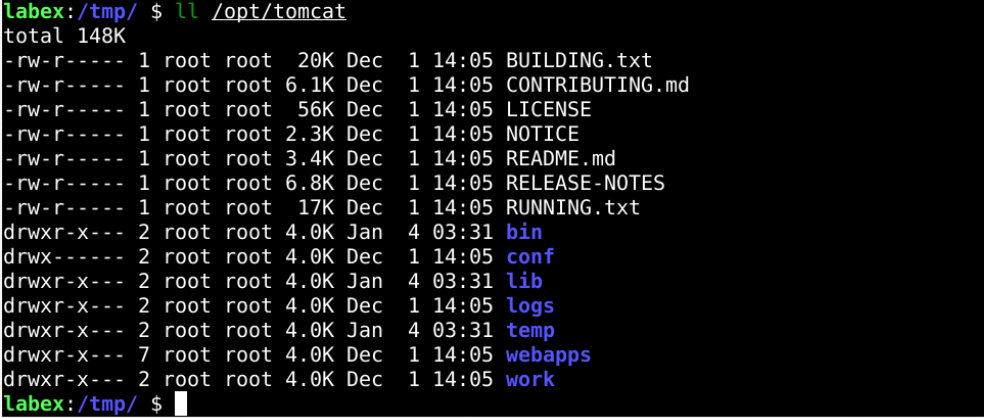 labex:/tmp/ $ ll /opt/tomcat
total 148K
-rw-r----- 1 root root  20K Dec  1 14:05 BUILDING.txt
-rw-r----- 1 root root 6.1K Dec  1 14:05 CONTRIBUTING.md
-rw-r----- 1 root root  56K Dec  1 14:05 LICENSE
-rw-r----- 1 root root 2.3K Dec  1 14:05 NOTICE
-rw-r----- 1 root root 3.4K Dec  1 14:05 README.md
-rw-r----- 1 root root 6.8K Dec  1 14:05 RELEASE-NOTES
-rw-r----- 1 root root  17K Dec  1 14:05 RUNNING.txt
drwxr-x--- 2 root root 4.0K Jan  4 03:31 bin
drwx------ 2 root root 4.0K Dec  1 14:05 conf
drwxr-x--- 2 root root 4.0K Jan  4 03:31 lib
drwxr-x--- 2 root root 4.0K Dec  1 14:05 logs
drwxr-x--- 2 root root 4.0K Jan  4 03:31 temp
drwxr-x--- 7 root root 4.0K Dec  1 14:05 webapps
drwxr-x--- 2 root root 4.0K Dec  1 14:05 work
labex:/tmp/ $